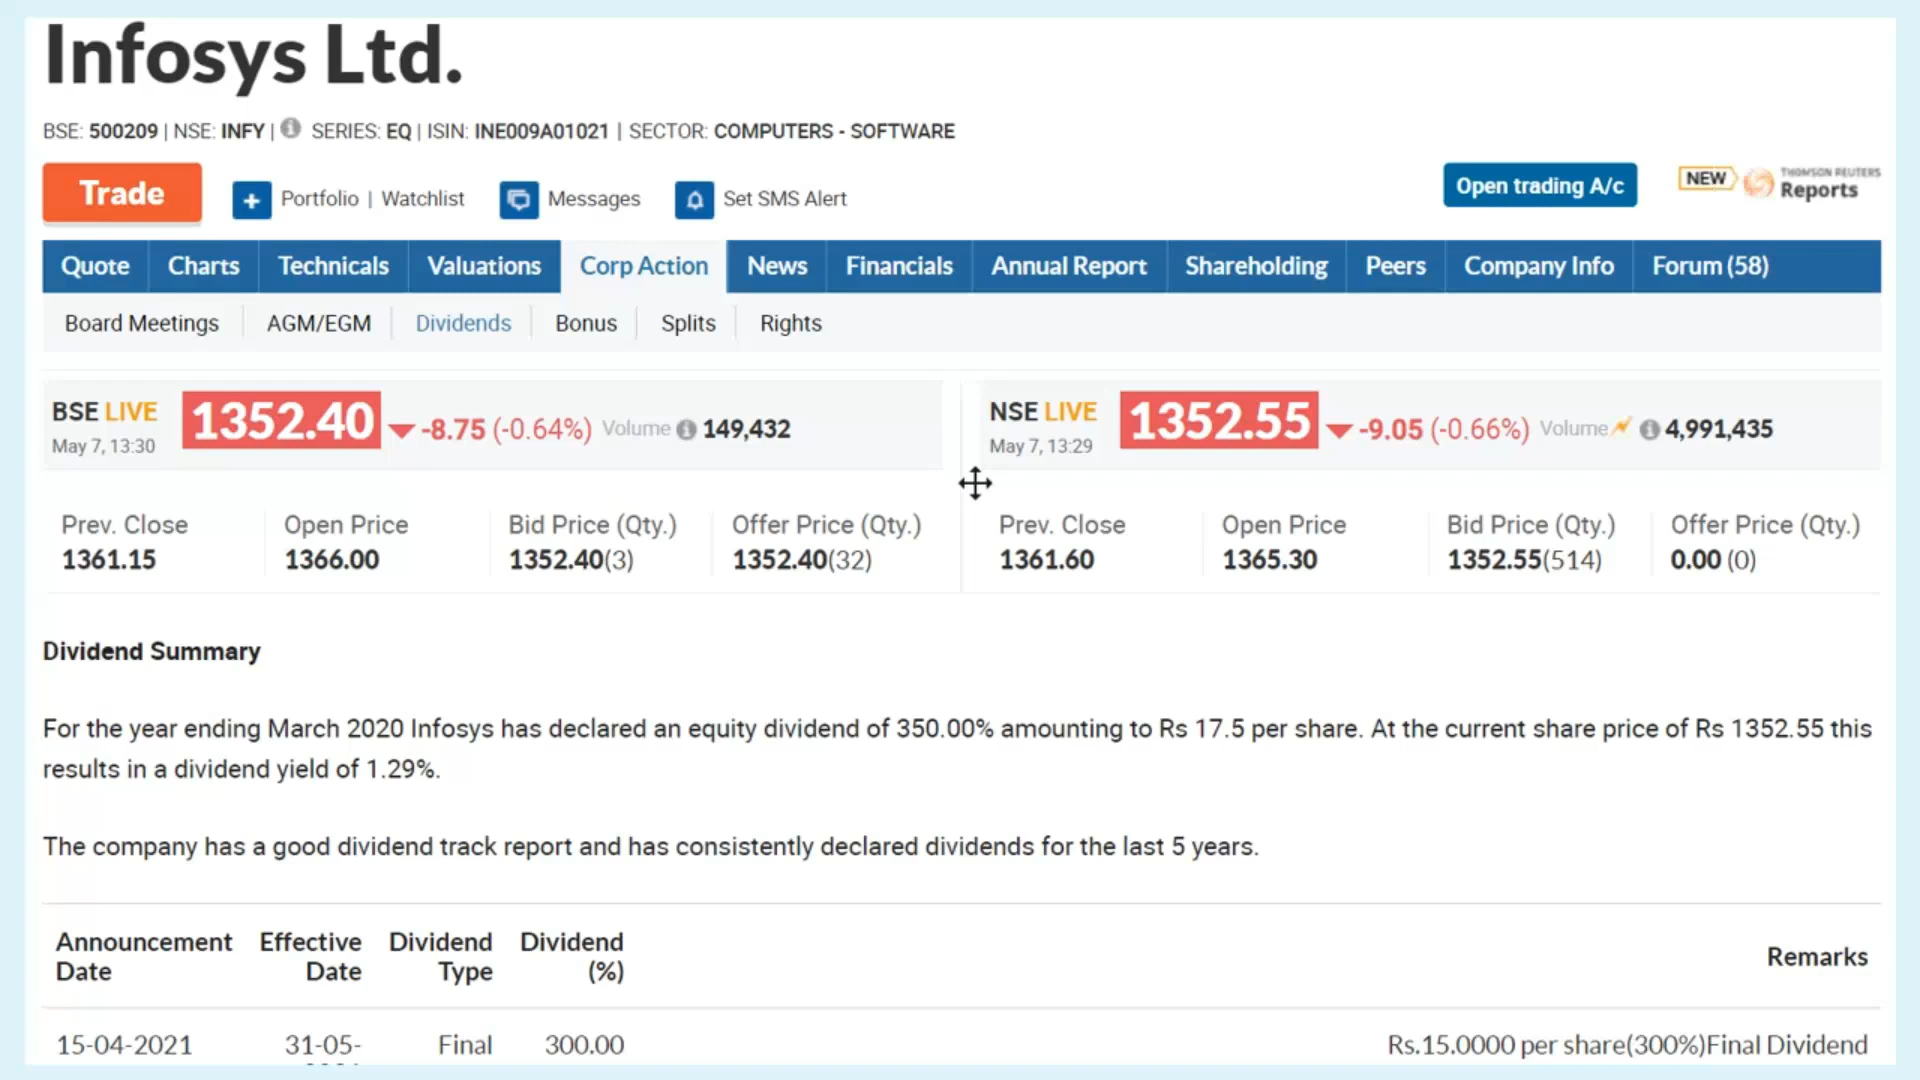 Infosys Ltd.
BSE: 500209 | NSE: INFY | SERIES: EQ | ISIN: INE009A01021 | SECTOR: COMPUTERS - SOFTWARE
Trade
+ Portfolio | Watchlist Messages Set SMS Alert
Open trading A/c
NEW THOMSON REUTERS
Reports
Quote Charts Technicals Valuations Corp Action News Financials Annual Report Shareholding Peers Company Info Forum (58)
Board Meetings AGM/EGM Dividends Bonus Splits Rights
BSE LIVE 1352.40 -8.75 (-0.64%) Volume 149,432
May 7, 13:30
NSE LIVE 1352.55 -9.05 (-0.66%) Volume 4,991,435
May 7, 13:29
Prev. Close Open Price Bid Price (Qty.) Offer Price (Qty.)
1361.15 1366.00 1352.40(3) 1352.40(32)
Prev. Close Open Price Bid Price (Qty.) Offer Price (Qty.)
1361.60 1365.30 1352.55(514) 0.00 (0)
Dividend Summary
For the year ending March 2020 Infosys has declared an equity dividend of 350.00% amounting to Rs 17.5 per share. At the current share price of Rs 1352.55 this
results in a dividend yield of 1.29%.
The company has a good dividend track report and has consistently declared dividends for the last 5 years.
Announcement Effective Dividend Dividend
Date Date Type (%) Remarks
15-04-2021 31-05- Final 300.00 Rs.15.0000 per share(300%)Final Dividend